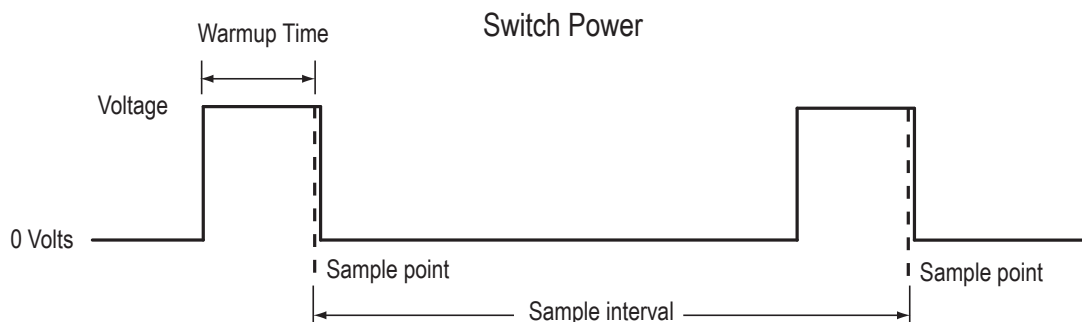 Switch Power
Warmup Time
Voltage
0 Volts
Sample point
Sample point
Sample interval